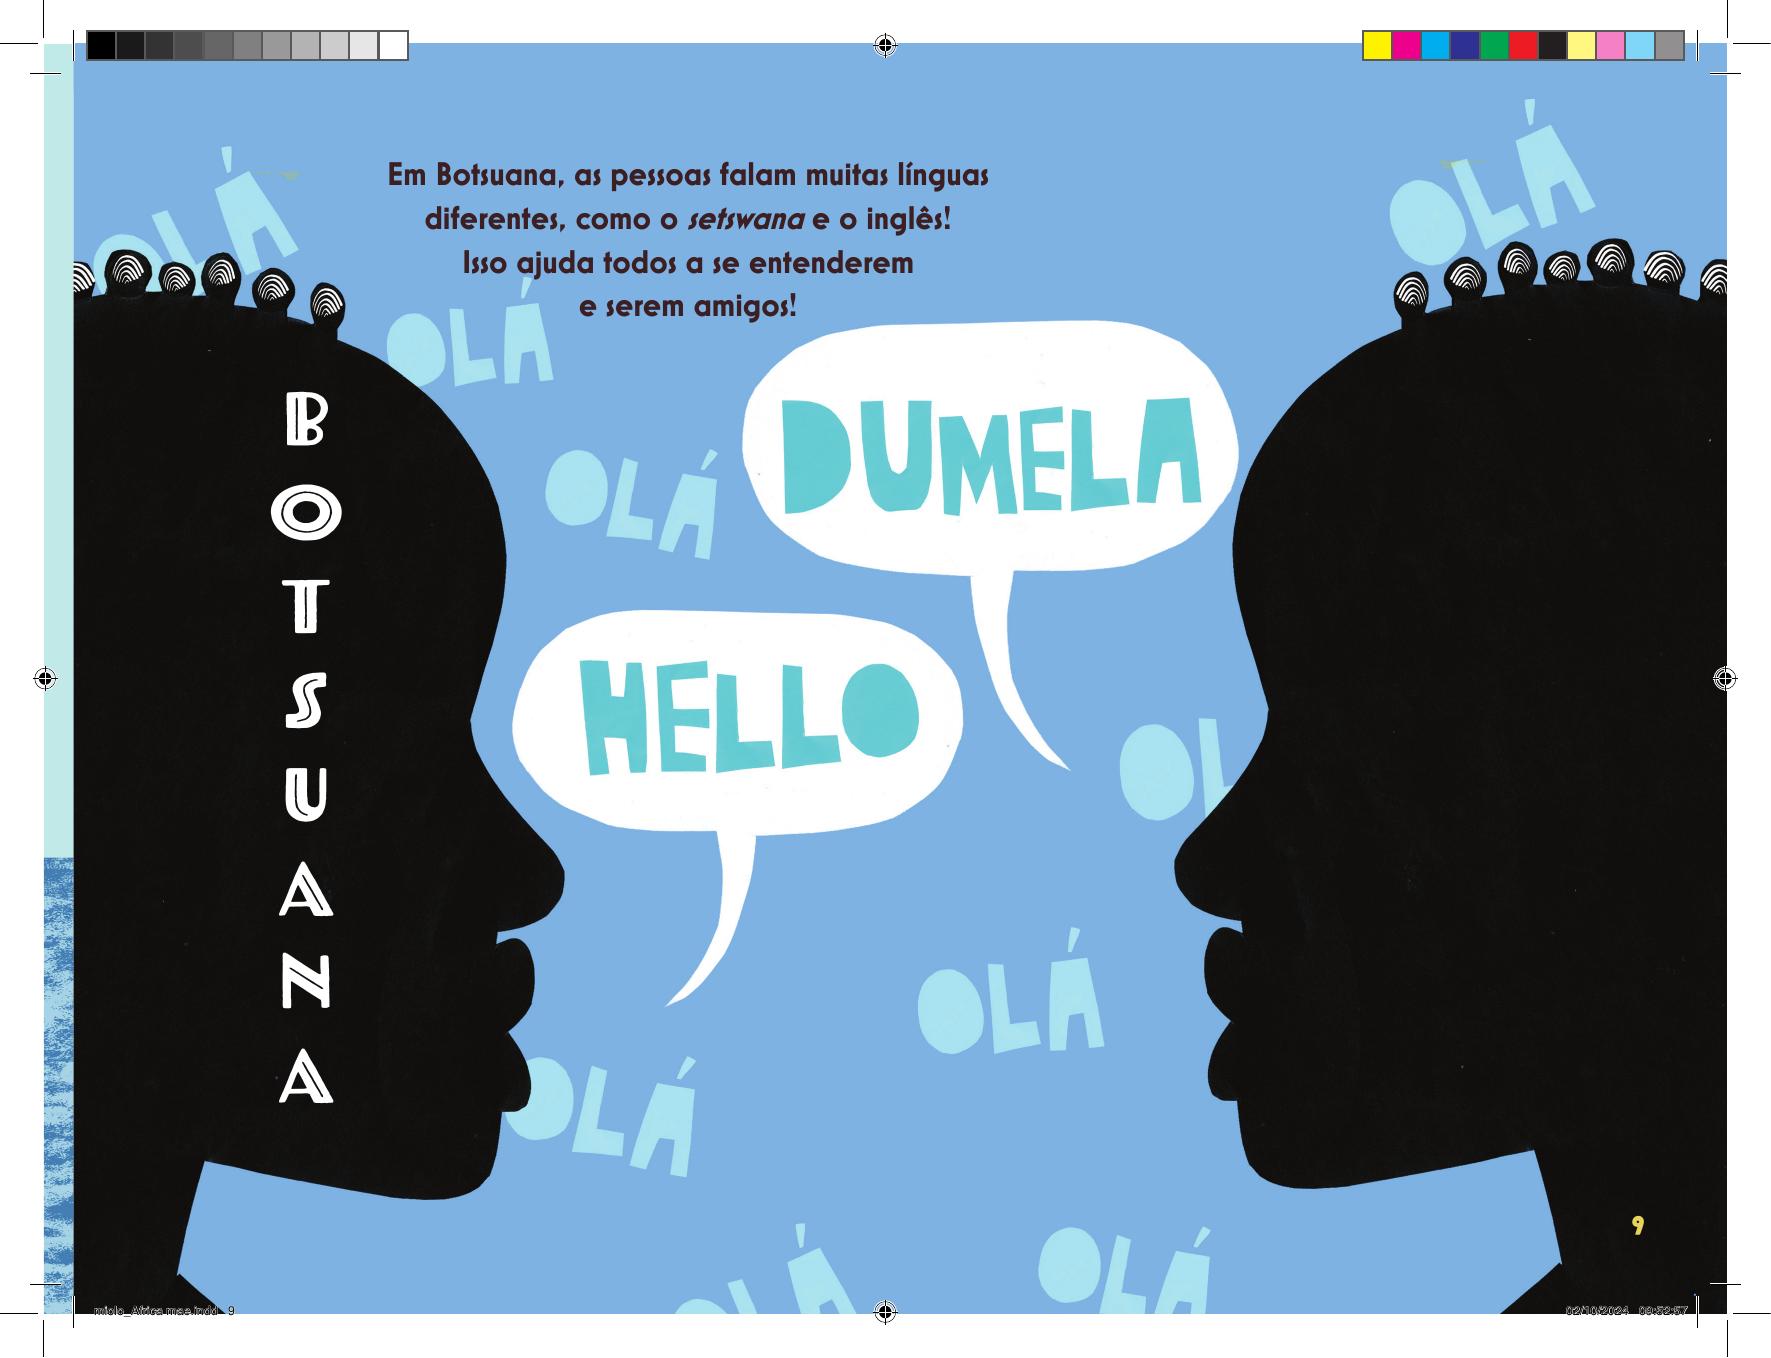 Em Botsuana, as pessoas falam muitas línguas
diferentes, como o setswana e o inglês!
Isso ajuda todos a se entenderem
e serem amigos!
OLÁ
OLÁ
OLÁ
OLÁ
DUMELA
HELLO
BOTSUANA
OL
OLÁ
OLÁ
OLÁ
OLÁ
9
miolo_Africa mae.indd 9
02/10/2024 09:52:57